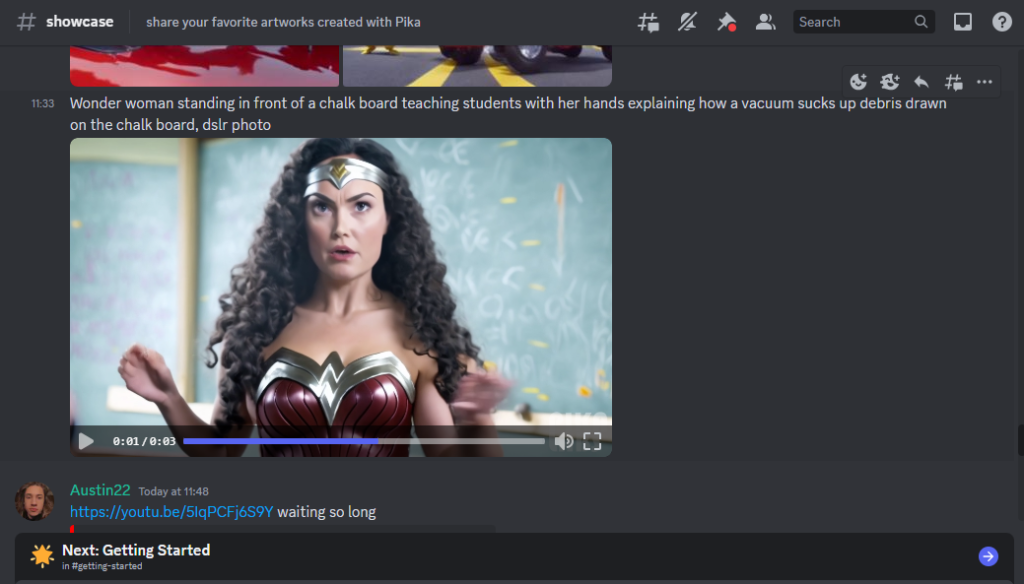 showcase share your favorite artworks created with Pika Search
11:33 Wonder woman standing in front of a chalk board teaching students with her hands explaining how a vacuum sucks up debris drawn
on the chalk board, dslr photo
0:01/0:03
Austin22 Today at 11:48
https://youtu.be/5IqPCFj6S9Y waiting so long
Next: Getting Started
in #getting-started